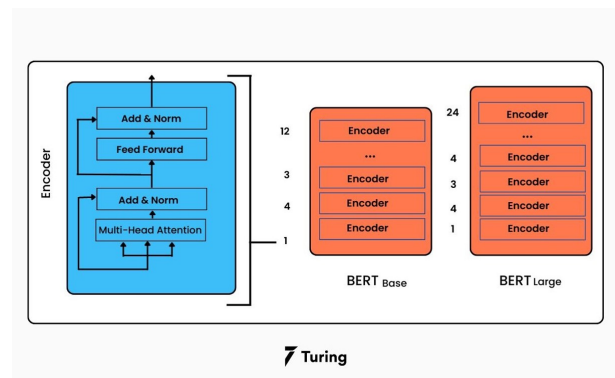 Encoder
Add & Norm
Feed Forward
Add & Norm
Multi-Head Attention
12 Encoder
...
3 Encoder
4 Encoder
1 Encoder
BERT Base
24 Encoder
...
4 Encoder
3 Encoder
4 Encoder
1 Encoder
BERT Large
Turing